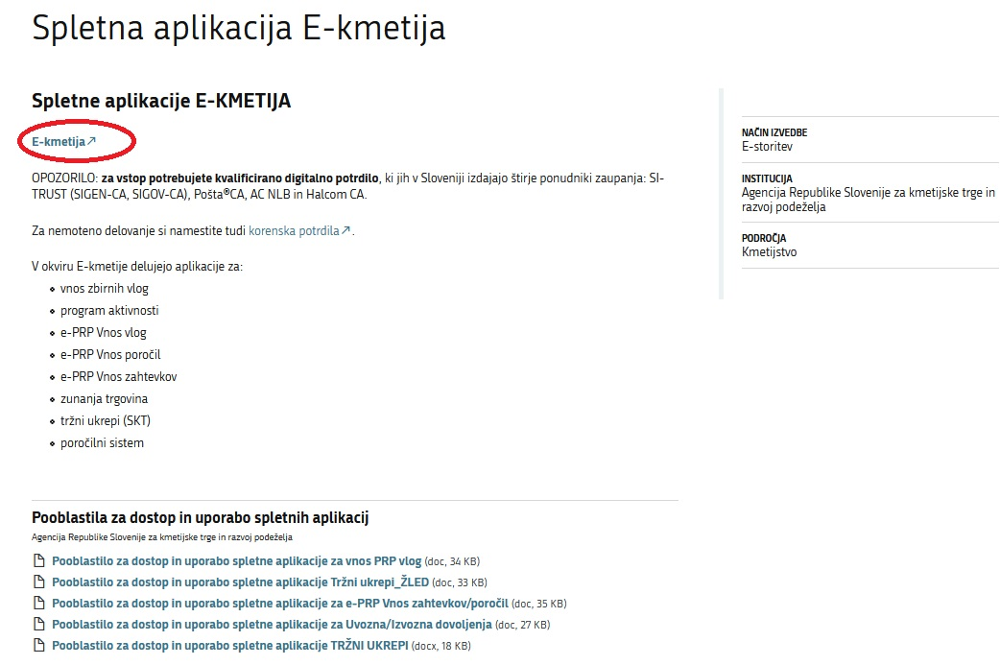 Spletna aplikacija E-kmetija
Spletne aplikacije E-KMETIJA
E-kmetija
OPOZORILO: za vstop potrebujete kvalificirano digitalno potrdilo, ki jih v Sloveniji izdajajo štirje ponudniki zaupanja: SI-
TRUST (SIGEN-CA, SIGOV-CA), Pošta®CA, AC NLB in Halcom CA.
Za nemoteno delovanje si namestite tudi korenska potrdila.
V okviru E-kmetije delujejo aplikacije za:
vnos zbirnih vlog
program aktivnosti
e-PRP Vnos vlog
e-PRP Vnos poročil
e-PRP Vnos zahtevkov
zunanja trgovina
tržni ukrepi (SKT)
poročilni sistem
NAČIN IZVEDBE
E-storitev
INSTITUCIJA
Agencija Republike Slovenije za kmetijske trge in
razvoj podeželja
PODROČJA
Kmetijstvo
Pooblastila za dostop in uporabo spletnih aplikacij
Agencija Republike Slovenije za kmetijske trge in razvoj podeželja
Pooblastilo za dostop in uporabo spletne aplikacije za vnos PRP vlog (doc, 34 KB)
Pooblastilo za dostop in uporabo spletne aplikacije Tržni ukrepi_ŽLED (doc, 33 KB)
Pooblastilo za dostop in uporabo spletne aplikacije za e-PRP Vnos zahtevkov/poročil (doc, 35 KB)
Pooblastilo za dostop in uporabo spletne aplikacije za Uvozna/Izvozna dovoljenja (doc, 27 KB)
Pooblastilo za dostop in uporabo spletne aplikacije TRŽNI UKREPI (docx, 18 KB)